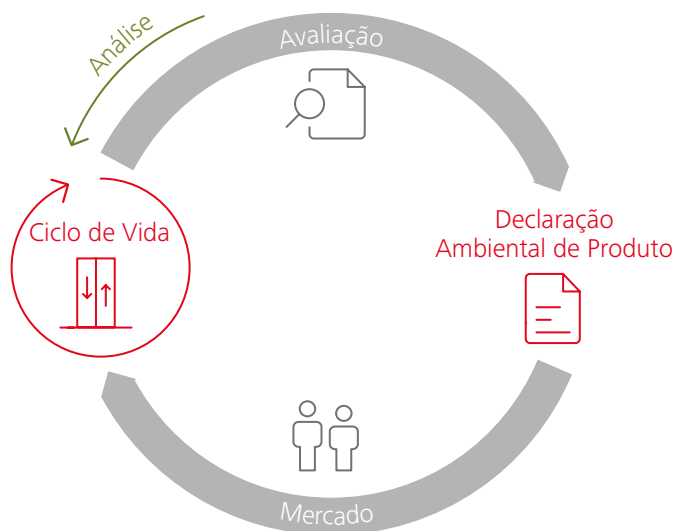 Análise
Avaliação
Ciclo de Vida
Declaração
Ambiental de Produto
Mercado